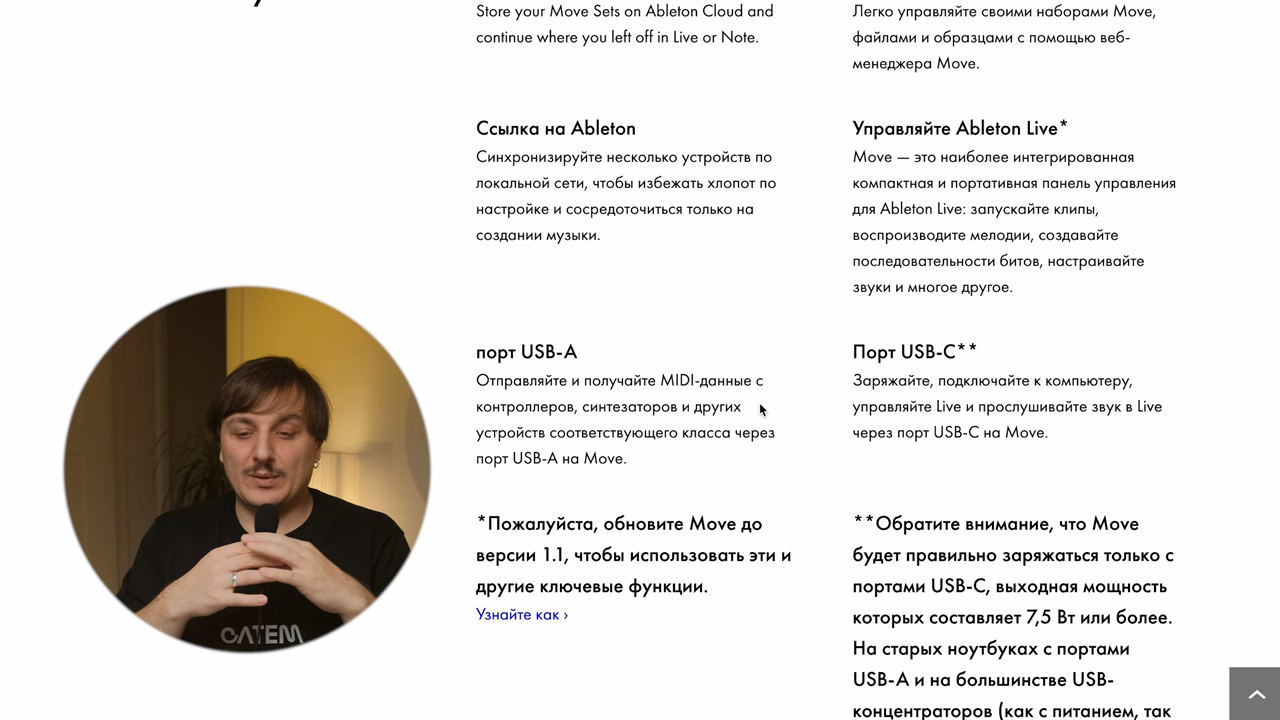 Store your Move Sets on Ableton Cloud and
continue where you left off in Live or Note.
Легко управляйте своими наборами Move,
файлами и образцами с помощью веб-
менеджера Move.
Ссылка на Ableton
Синхронизируйте несколько устройств по
локальной сети, чтобы избежать хлопот по
настройке и сосредоточиться только на
создании музыки.
Управляйте Ableton Live*
Move — это наиболее интегрированная
компактная и портативная панель управления
для Ableton Live: запускайте клипы,
воспроизводите мелодии, создавайте
последовательности битов, настраивайте
звуки и многое другое.
порт USB-A
Отправляйте и получайте MIDI-данные с
контроллеров, синтезаторов и других
устройств соответствующего класса через
порт USB-A на Move.
Порт USB-C**
Заряжайте, подключайте к компьютеру,
управляйте Live и прослушивайте звук в Live
через порт USB-C на Move.
*Пожалуйста, обновите Move до
версии 1.1, чтобы использовать эти и
другие ключевые функции.
Узнайте как ›
**Обратите внимание, что Move
будет правильно заряжаться только с
портами USB-C, выходная мощность
которых составляет 7,5 Вт или более.
На старых ноутбуках с портами
USB-A и на большинстве USB-
концентраторов (как с питанием, так
CATEM